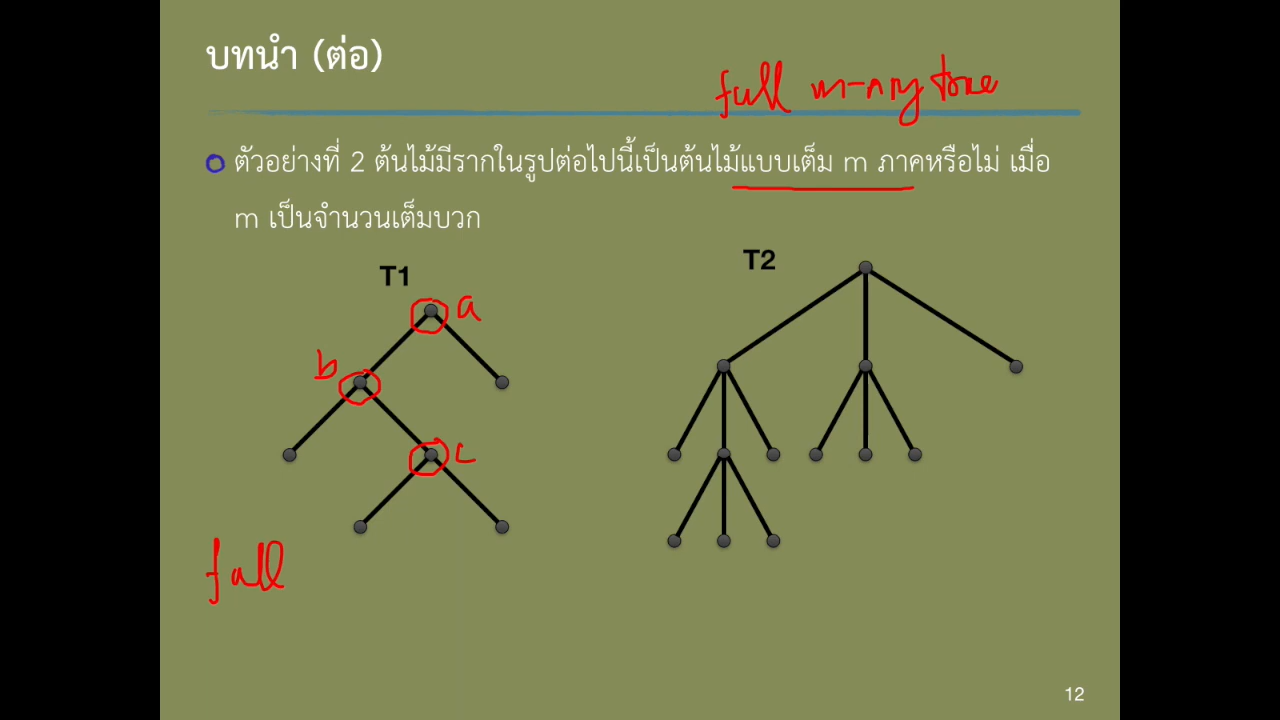 บทนำ (ต่อ)
full m-ary tree
ตัวอย่างที่ 2 ต้นไม้มีรากในรูปต่อไปนี้เป็นต้นไม้แบบเต็ม m ภาคหรือไม่ เมื่อ
m เป็นจำนวนเต็มบวก
T1
T2
a
b
c
full
12